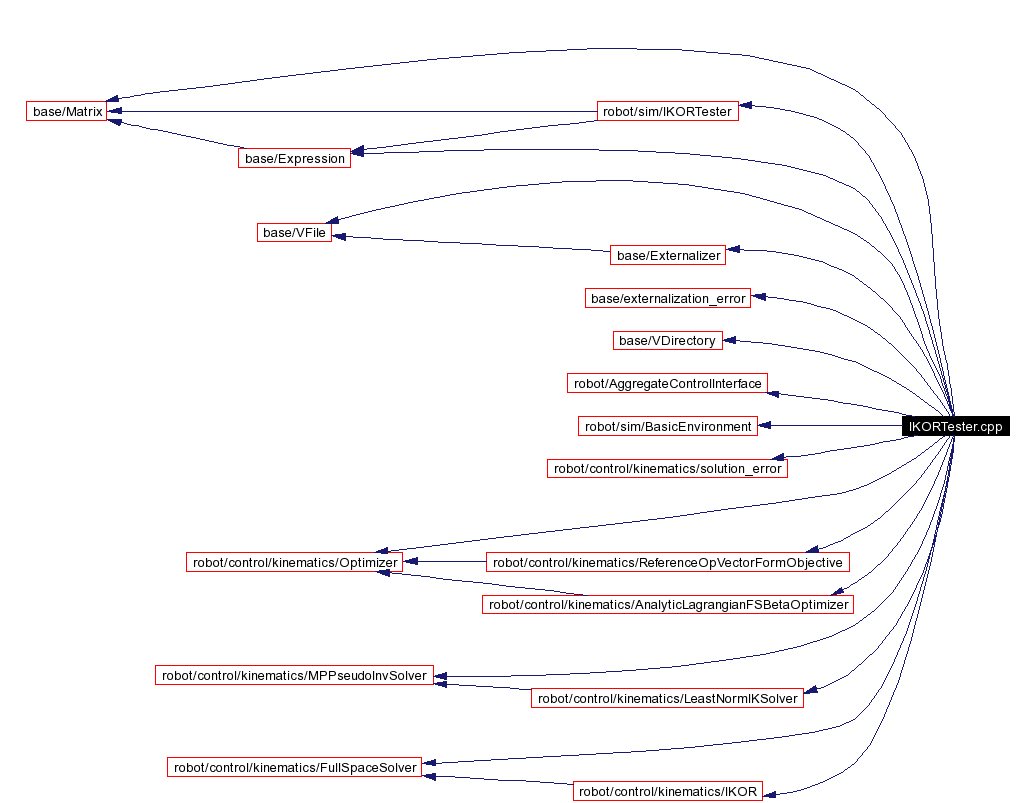 base/Matrix
robot/sim/IKORTester
base/Expression
base/VFile
base/Externalizer
base/externalization_error
base/VDirectory
robot/AggregateControlInterface
IKORTester.cpp
robot/sim/BasicEnvironment
robot/control/kinematics/solution_error
robot/control/kinematics/Optimizer
robot/control/kinematics/ReferenceOpVectorFormObjective
robot/control/kinematics/AnalyticLagrangianFSBetaOptimizer
robot/control/kinematics/MPPseudoInvSolver
robot/control/kinematics/LeastNormIKSolver
robot/control/kinematics/FullSpaceSolver
robot/control/kinematics/IKOR